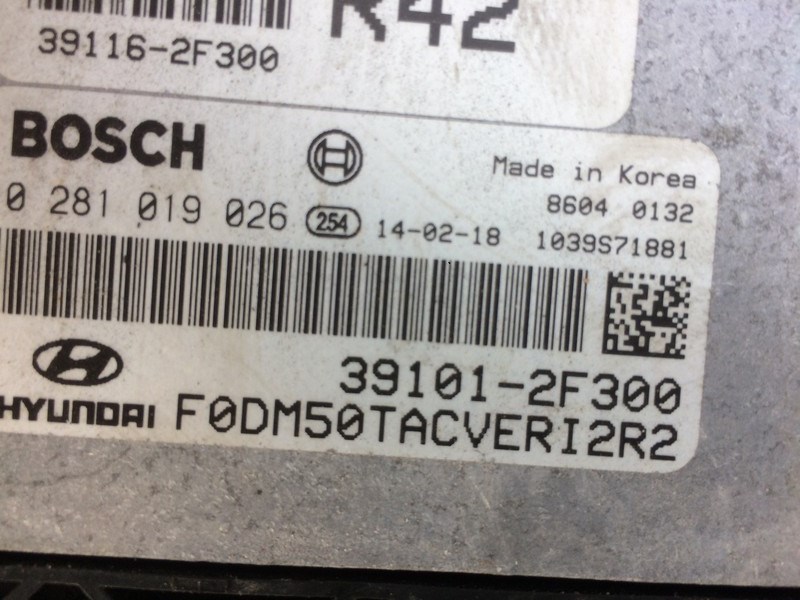 R42
39116-2F300
BOSCH
Made in Korea
8604 0132
0 281 019 026 254 14-02-18 1039S71881
39101-2F300
HYUNDAI F0DM50TACVERI2R2